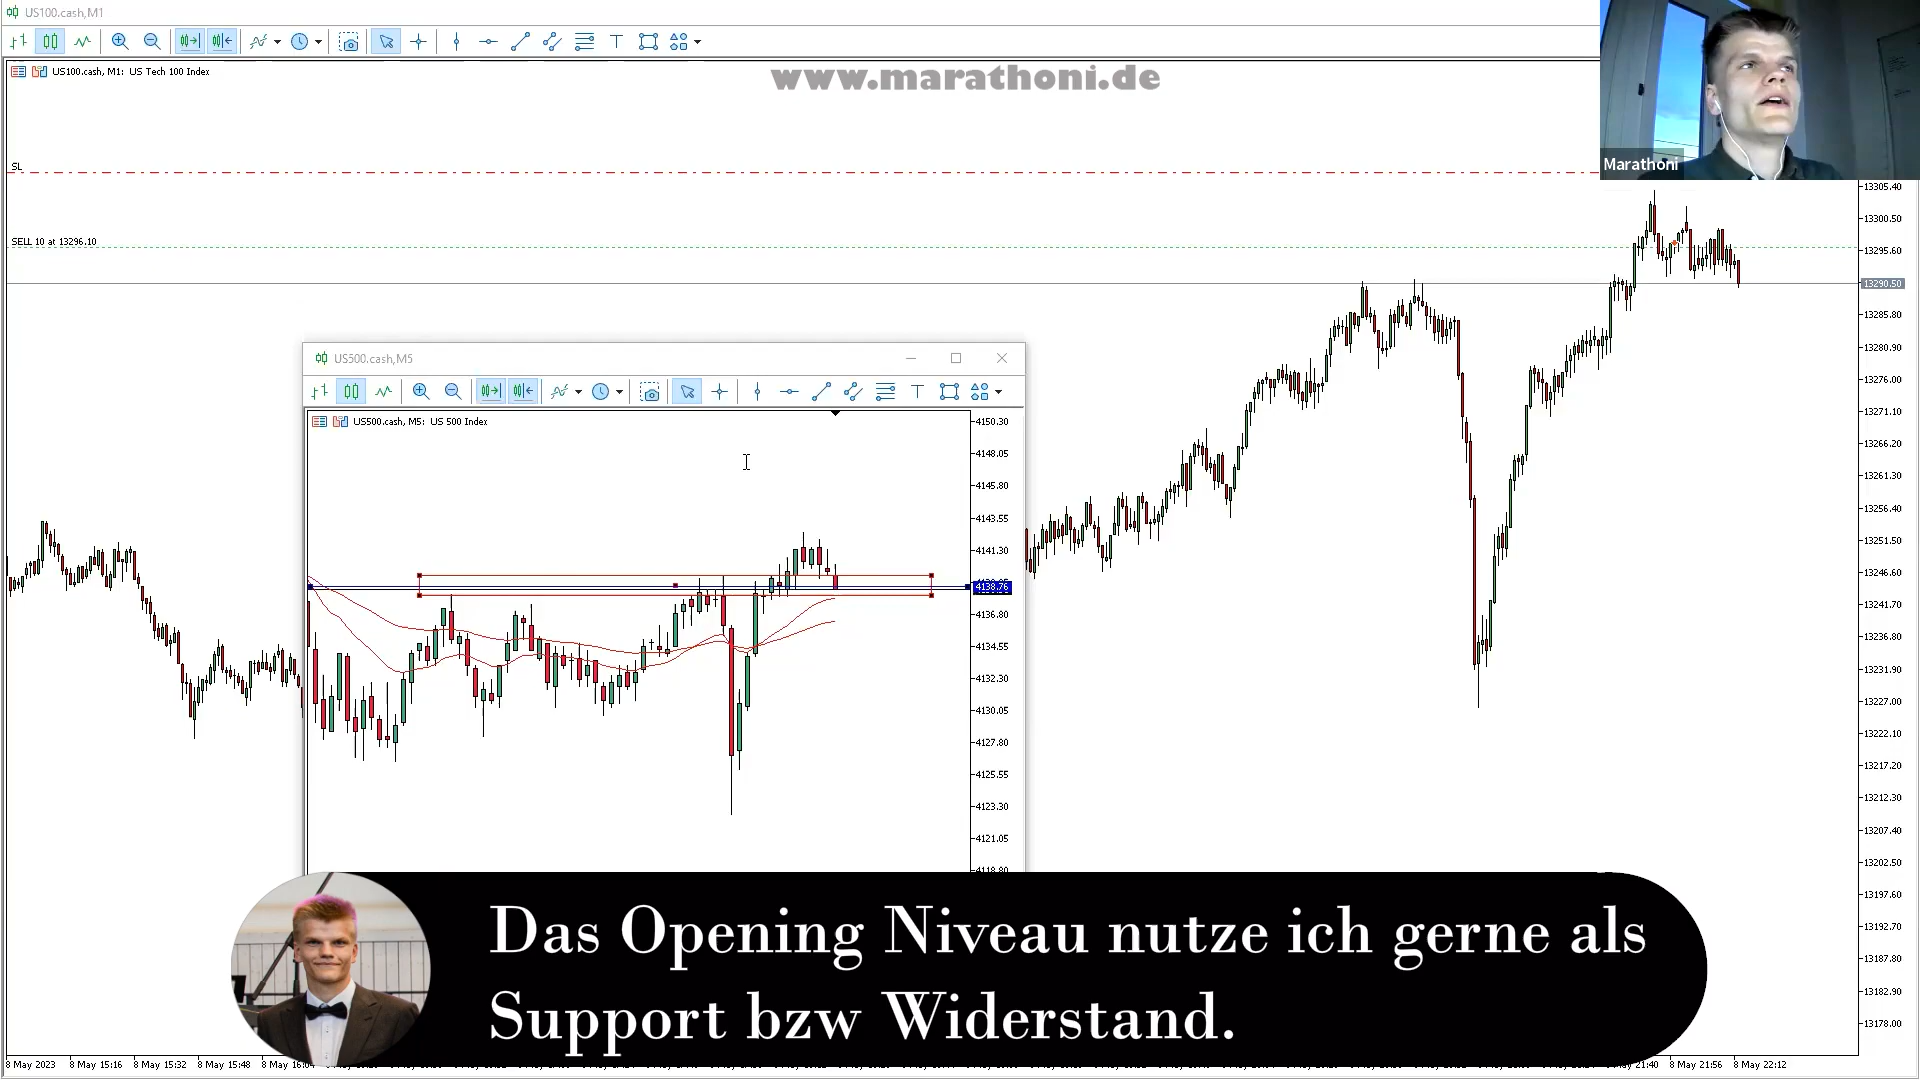 US100.cash,M1
US100.cash, M1: US Tech 100 Index
www.marathoni.de
Marathoni
SL
SELL 10 at 13296.10
13305.40
13300.50
13295.60
13290.50
13285.80
13280.90
13276.00
13271.10
13266.20
13261.30
13256.40
13251.50
13246.60
13241.70
13236.80
13231.90
13227.00
13222.10
13217.20
13212.30
13207.40
13202.50
13197.60
13192.70
13187.80
13182.90
13178.00
US500.cash,M5
US500.cash, M5: US 500 Index
4150.30
4148.05
4145.80
4143.55
4141.30
4138.76
4136.80
4134.55
4132.30
4130.05
4127.80
4125.55
4123.30
4121.05
4118.80
Das Opening Niveau nutze ich gerne als
Support bzw Widerstand.
8 May 2023
8 May 15:16
8 May 15:32
8 May 15:48
8 May 16:04
21:40
8 May 21:56
8 May 22:12